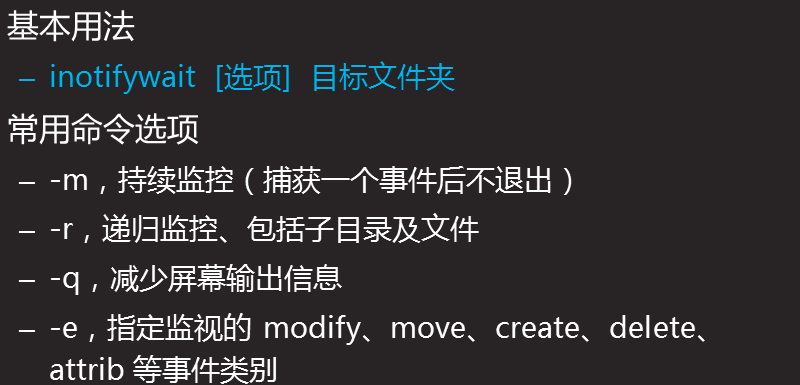 基本用法
– inotifywait [选项] 目标文件夹
常用命令选项
– -m，持续监控（捕获一个事件后不退出）
– -r，递归监控、包括子目录及文件
– -q，减少屏幕输出信息
– -e，指定监视的 modify、move、create、delete、
attrib 等事件类别